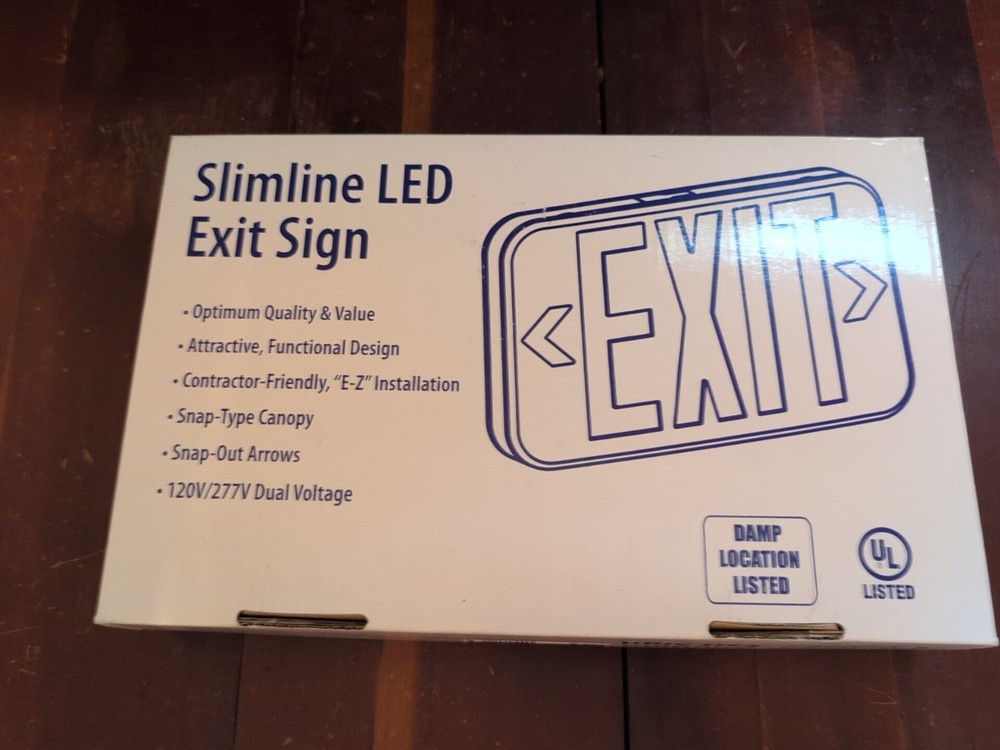 Slimline LED
Exit Sign
• Optimum Quality & Value
• Attractive, Functional Design
• Contractor-Friendly, “E-Z” Installation
• Snap-Type Canopy
• Snap-Out Arrows
• 120V/277V Dual Voltage
EXIT
DAMP
LOCATION
LISTED
UL
LISTED